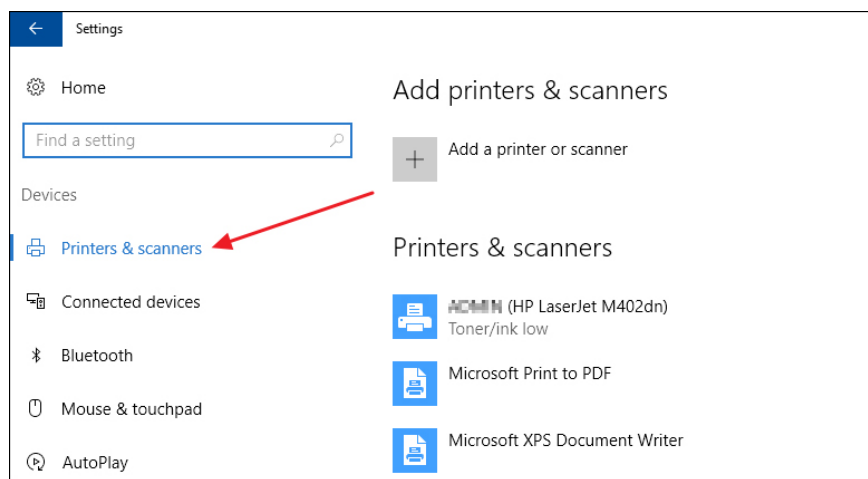 Settings
Home
Find a setting
Devices
Printers & scanners
Connected devices
Bluetooth
Mouse & touchpad
AutoPlay
Add printers & scanners
Add a printer or scanner
Printers & scanners
(HP LaserJet M402dn)
Toner/ink low
Microsoft Print to PDF
Microsoft XPS Document Writer